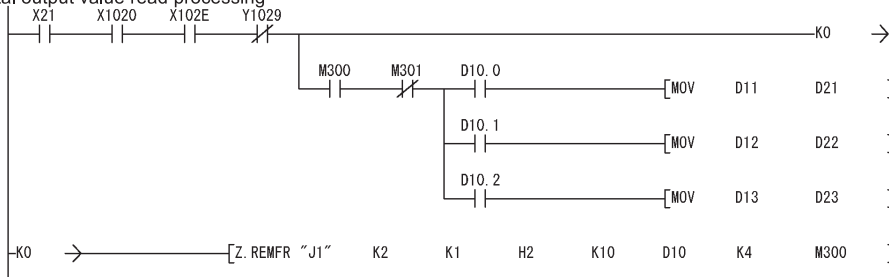 tal output value read processing
X21 X1020 X102E Y1029
K0
M300 M301 D10.0
MOV D11 D21
D10.1
MOV D12 D22
D10.2
MOV D13 D23
K0 Z.REMFR "J1" K2 K1 H2 K10 D10 K4 M300